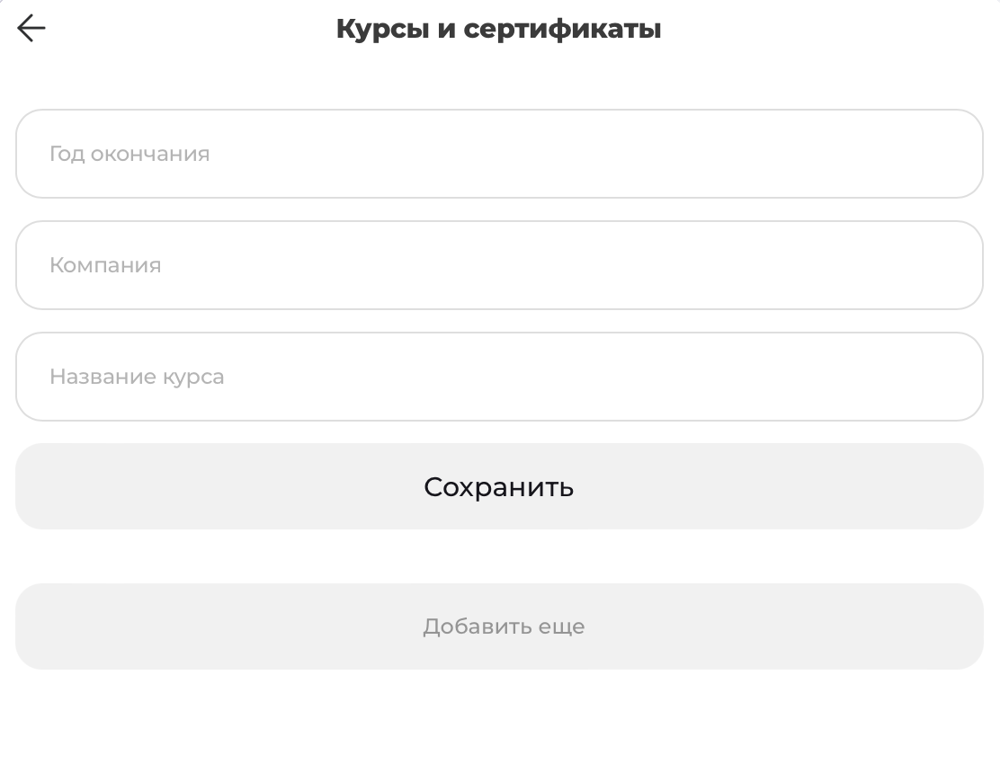 Курсы и сертификаты
Год окончания
Компания
Название курса
Сохранить
Добавить еще